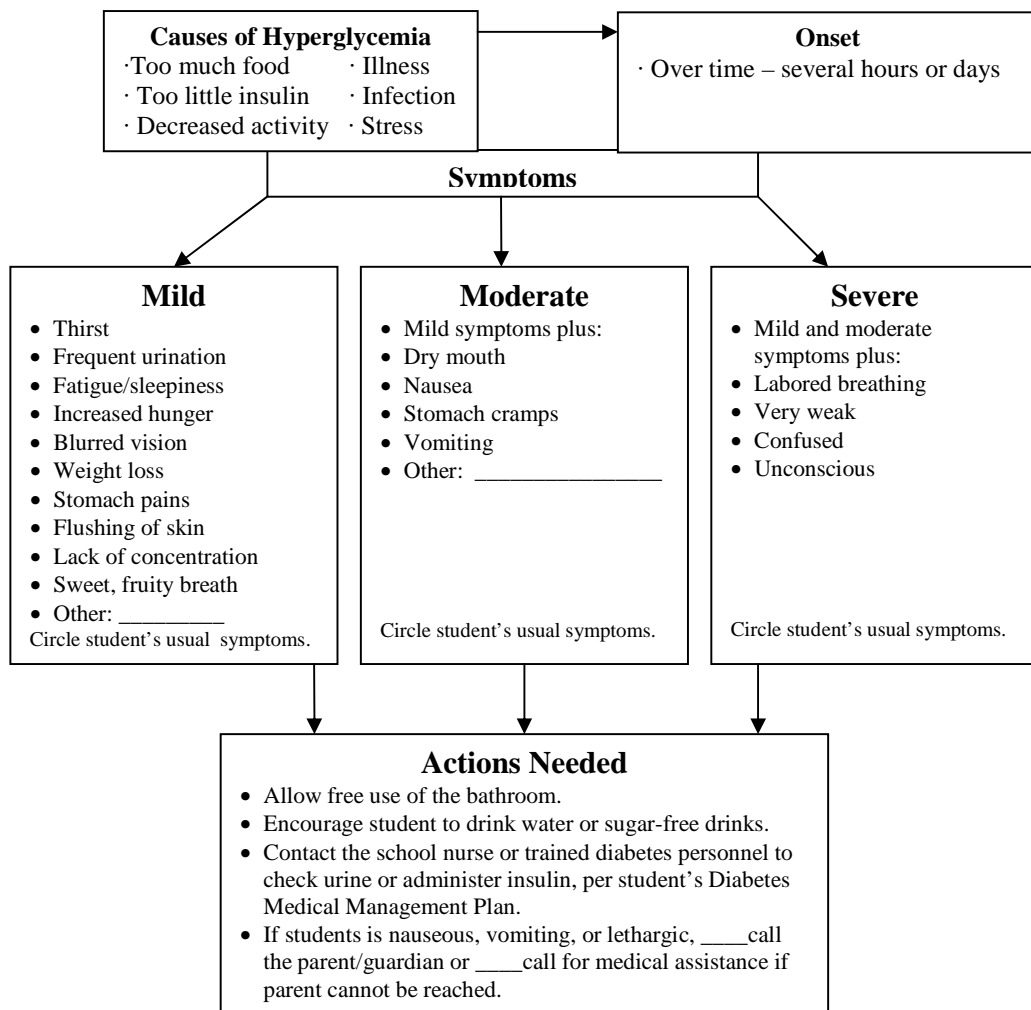 Causes of Hyperglycemia
·Too much food · Illness
· Too little insulin · Infection
· Decreased activity · Stress
Onset
· Over time – several hours or days
Symptoms
Mild
• Thirst
• Frequent urination
• Fatigue/sleepiness
• Increased hunger
• Blurred vision
• Weight loss
• Stomach pains
• Flushing of skin
• Lack of concentration
• Sweet, fruity breath
• Other: _________
Circle student’s usual symptoms.
Moderate
• Mild symptoms plus:
• Dry mouth
• Nausea
• Stomach cramps
• Vomiting
• Other: ________________
Circle student’s usual symptoms.
Severe
• Mild and moderate
symptoms plus:
• Labored breathing
• Very weak
• Confused
• Unconscious
Circle student’s usual symptoms.
Actions Needed
• Allow free use of the bathroom.
• Encourage student to drink water or sugar-free drinks.
• Contact the school nurse or trained diabetes personnel to
check urine or administer insulin, per student’s Diabetes
Medical Management Plan.
• If students is nauseous, vomiting, or lethargic, ____call
the parent/guardian or ____call for medical assistance if
parent cannot be reached.